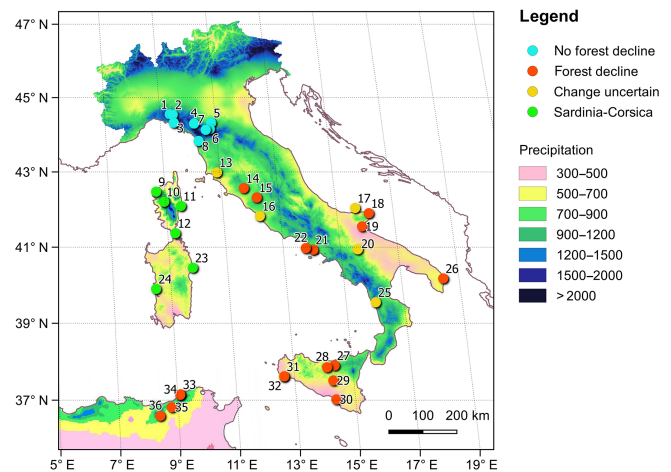 47° N
45° N
43° N
41° N
39° N
37° N
5° E
7° E
9° E
11° E
13° E
15° E
17° E
19° E
1
2
3
4
7
5
6
8
9
10
11
12
13
14
15
16
17
18
19
20
21
22
23
24
25
26
27
28
29
30
31
32
33
34
35
36
0 100 200 km
Legend
No forest decline
Forest decline
Change uncertain
Sardinia-Corsica
Precipitation
300–500
500–700
700–900
900–1200
1200–1500
1500–2000
> 2000